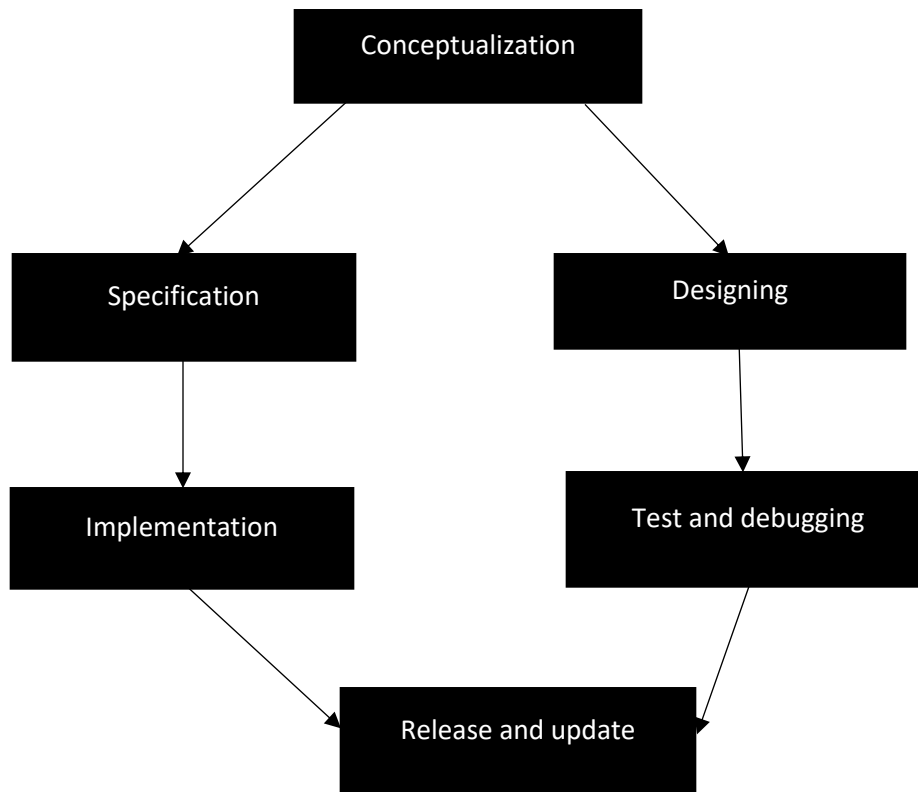 Conceptualization
Specification
Designing
Implementation
Test and debugging
Release and update